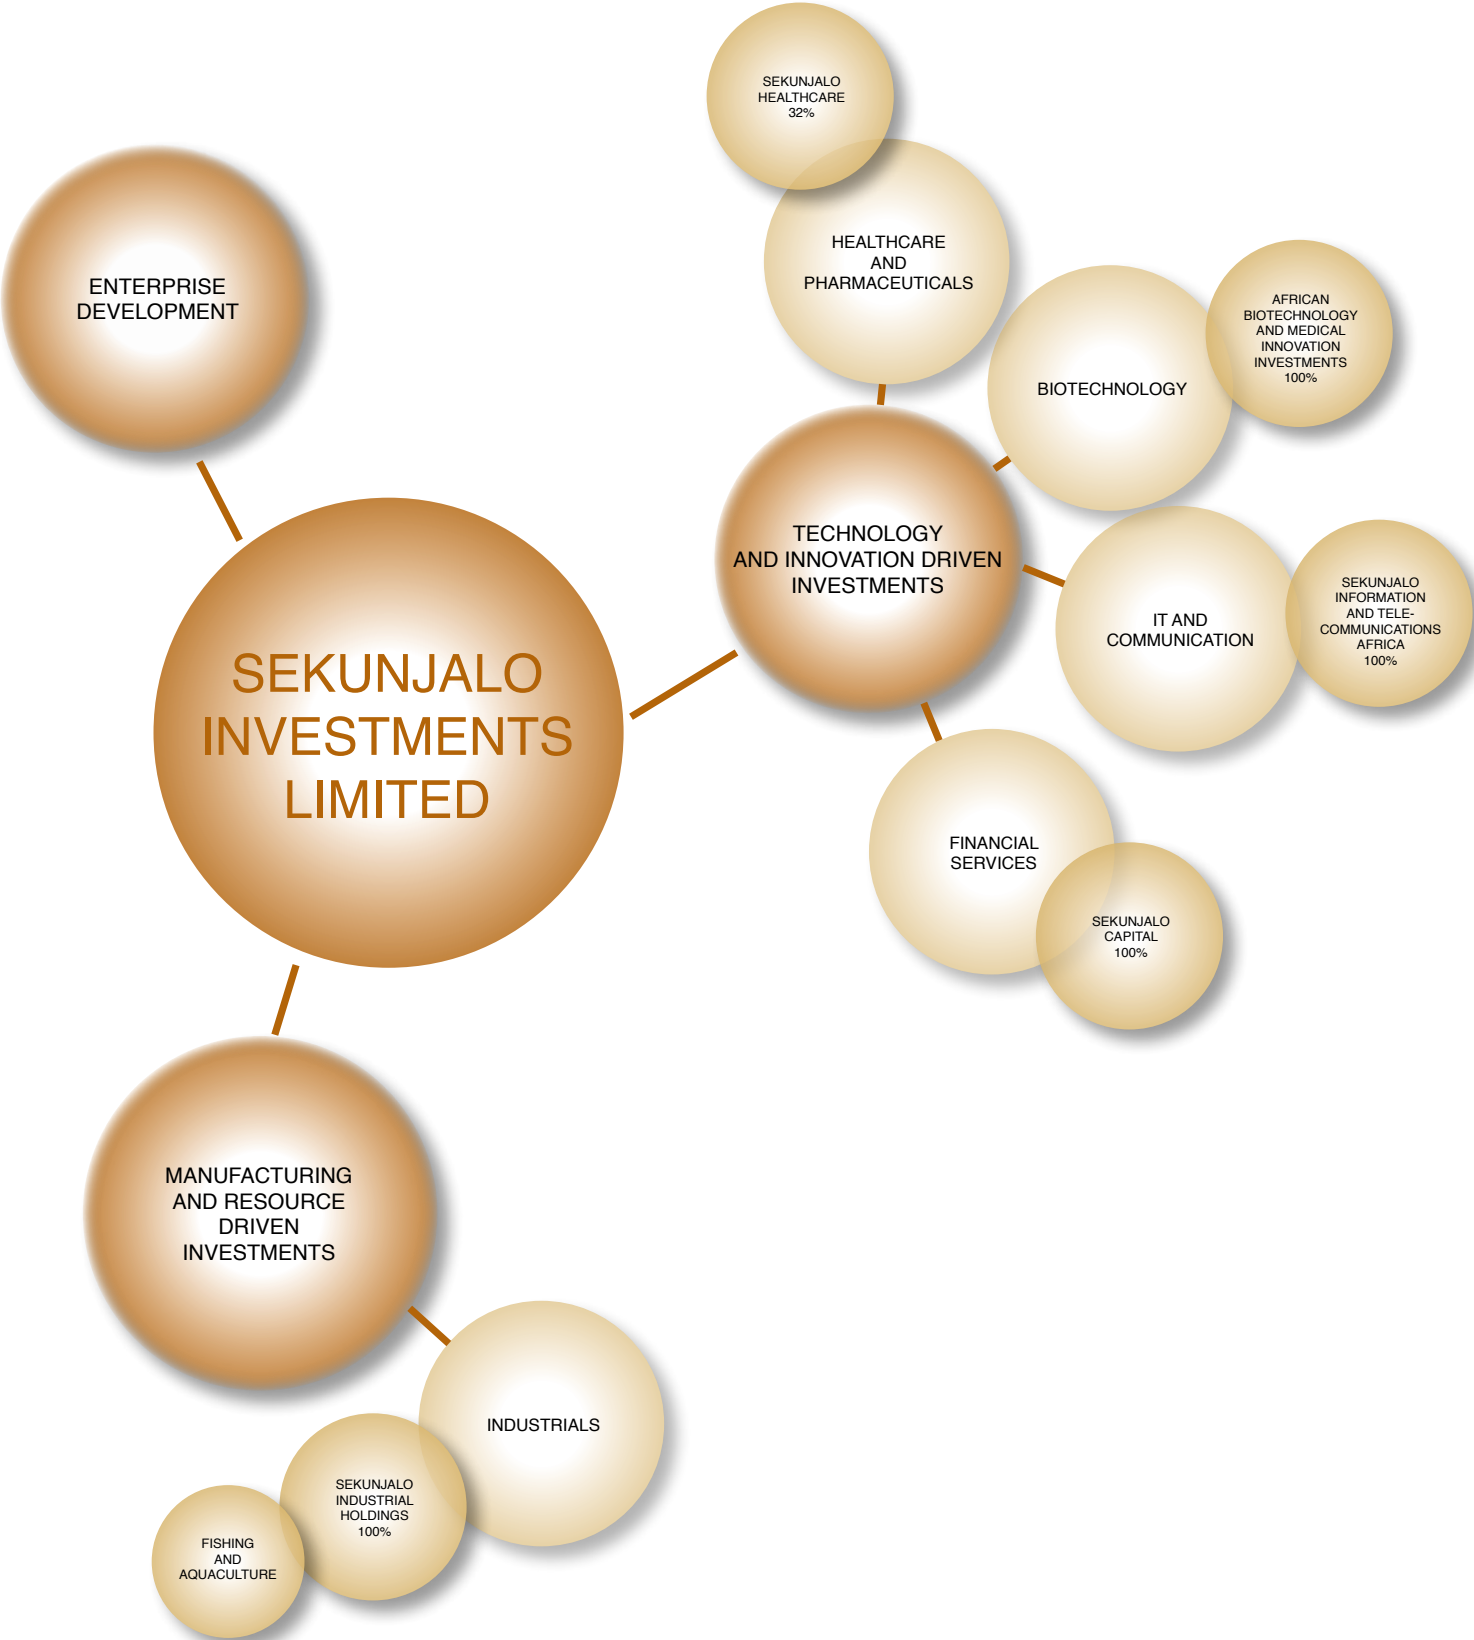 SEKUNJALO
HEALTHCARE
32%
HEALTHCARE
AND
PHARMACEUTICALS
ENTERPRISE
DEVELOPMENT
AFRICAN
BIOTECHNOLOGY
AND MEDICAL
INNOVATION
INVESTMENTS
100%
BIOTECHNOLOGY
TECHNOLOGY
AND INNOVATION DRIVEN
INVESTMENTS
IT AND
COMMUNICATION
SEKUNJALO
INFORMATION
AND TELE-
COMMUNICATIONS
AFRICA
100%
SEKUNJALO
INVESTMENTS
LIMITED
FINANCIAL
SERVICES
SEKUNJALO
CAPITAL
100%
MANUFACTURING
AND RESOURCE
DRIVEN
INVESTMENTS
INDUSTRIALS
SEKUNJALO
INDUSTRIAL
HOLDINGS
100%
FISHING
AND
AQUACULTURE